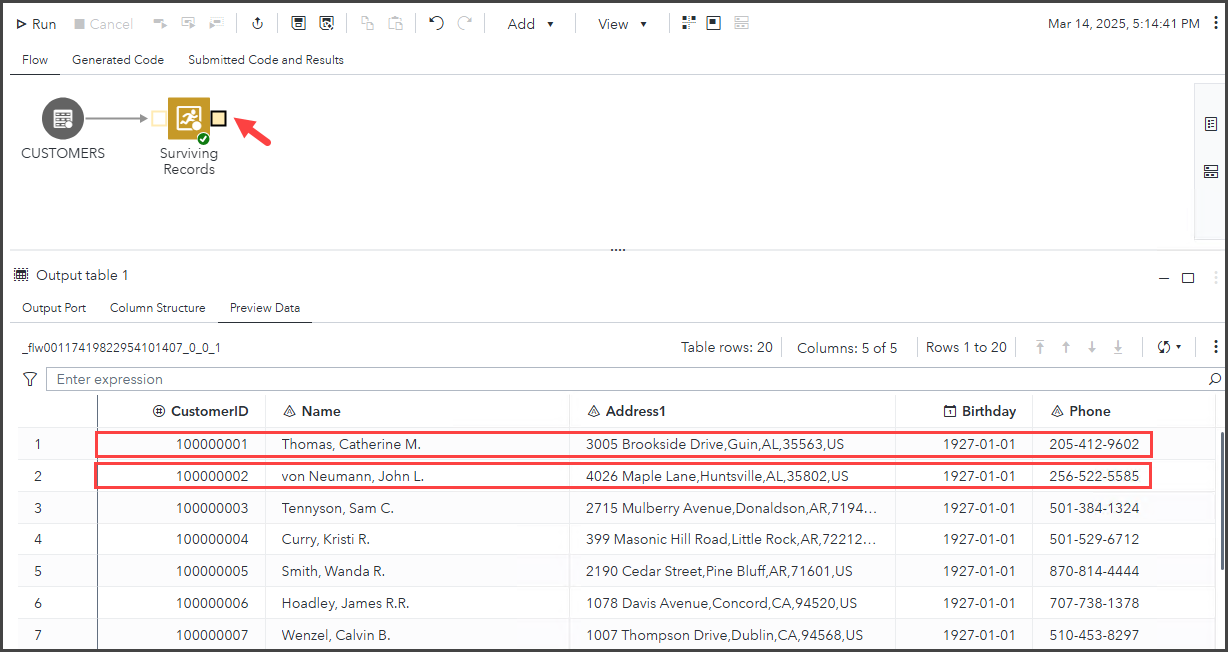 Run Cancel Add View Mar 14, 2025, 5:14:41 PM
Flow Generated Code Submitted Code and Results
CUSTOMERS
Surviving
Records
Output table 1
Output Port Column Structure Preview Data
_flw00117419822954101407_0_0_1 Table rows: 20 Columns: 5 of 5 Rows 1 to 20
Enter expression
CustomerID Name Address1 Birthday Phone
1 100000001 Thomas, Catherine M. 3005 Brookside Drive,Guin,AL,35563,US 1927-01-01 205-412-9602
2 100000002 von Neumann, John L. 4026 Maple Lane,Huntsville,AL,35802,US 1927-01-01 256-522-5585
3 100000003 Tennyson, Sam C. 2715 Mulberry Avenue,Donaldson,AR,7194... 1927-01-01 501-384-1324
4 100000004 Curry, Kristi R. 399 Masonic Hill Road,Little Rock,AR,72212... 1927-01-01 501-529-6712
5 100000005 Smith, Wanda R. 2190 Cedar Street,Pine Bluff,AR,71601,US 1927-01-01 870-814-4444
6 100000006 Hoadley, James R.R. 1078 Davis Avenue,Concord,CA,94520,US 1927-01-01 707-738-1378
7 100000007 Wenzel, Calvin B. 1007 Thompson Drive,Dublin,CA,94568,US 1927-01-01 510-453-8297